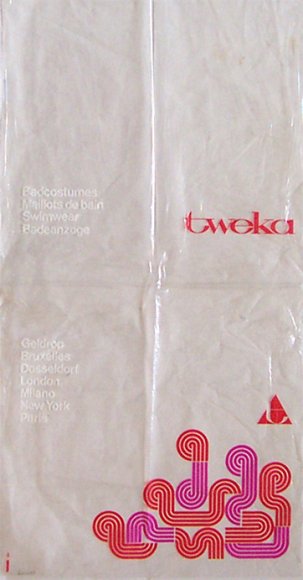 Badcostumes
Maillots de bain
Swimwear
Badeanzüge
tweka
Geldrop
Bruxelles
Düsseldorf
London
Milano
New York
Paris